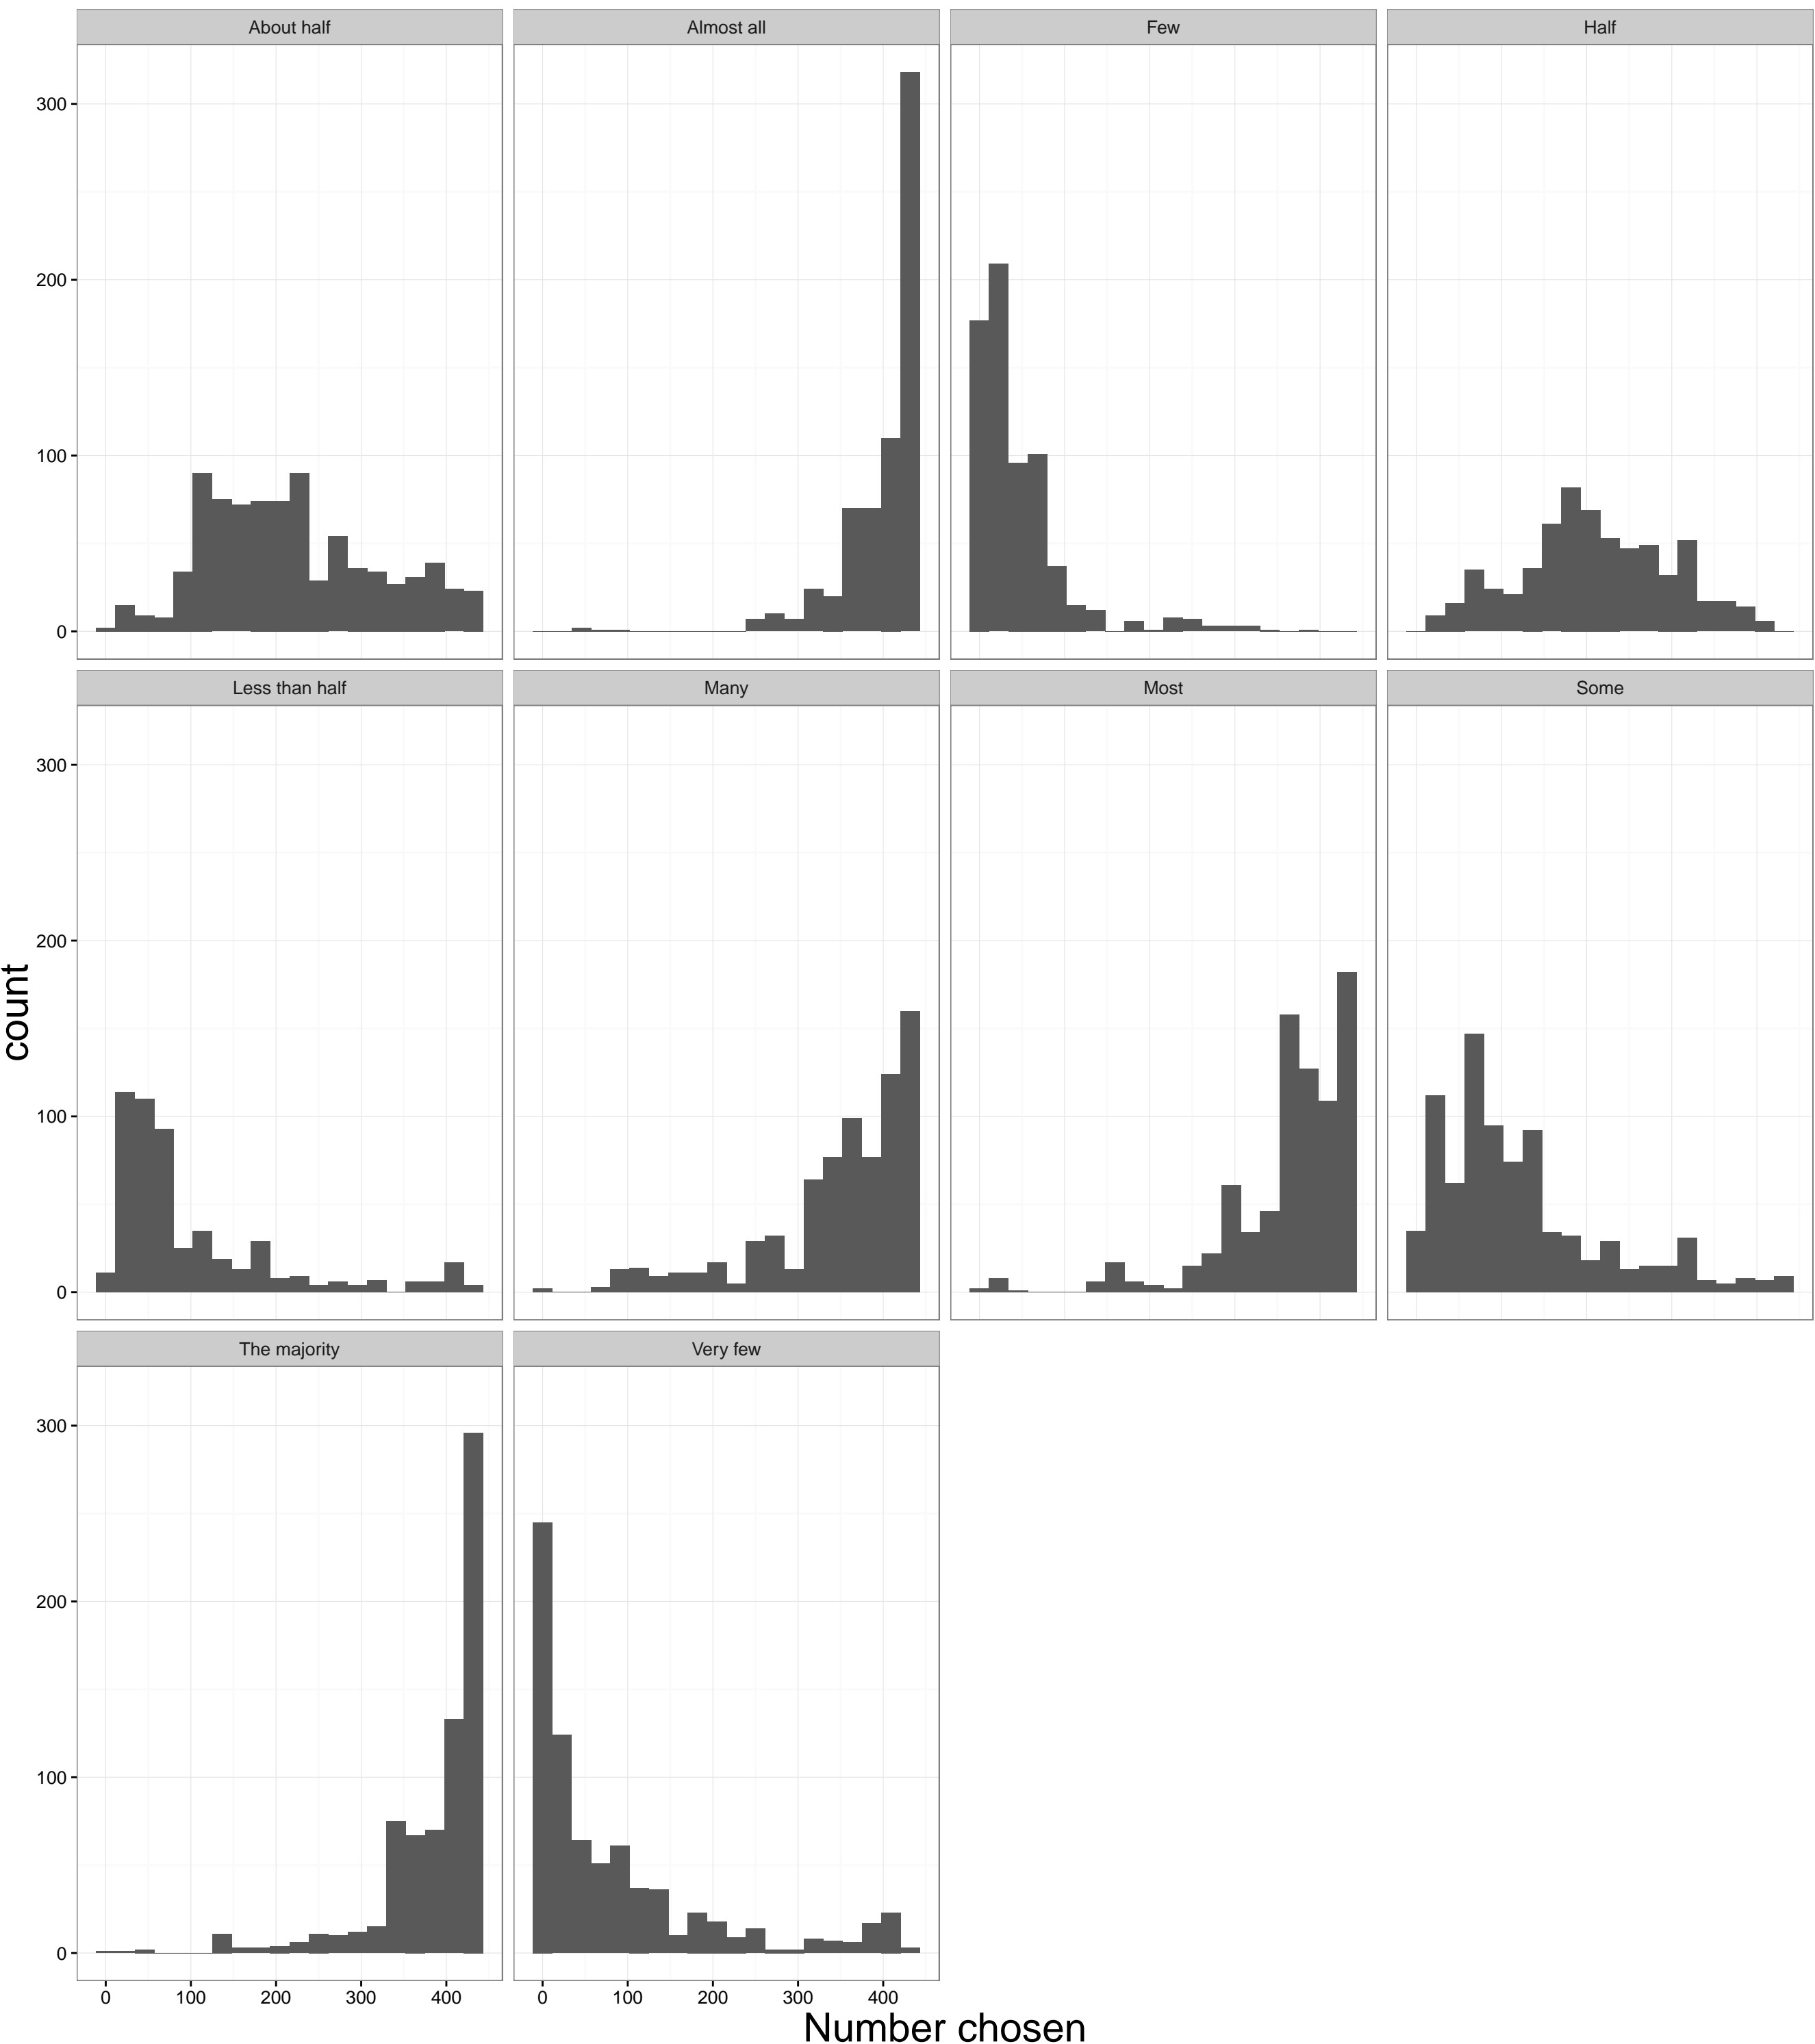 About half Almost all Few Half
300
200
100
0
Less than half Many Most Some
300
200
100
0
count
The majority Very few
300
200
100
0
0 100 200 300 400 0 100 200 300 400
Number chosen